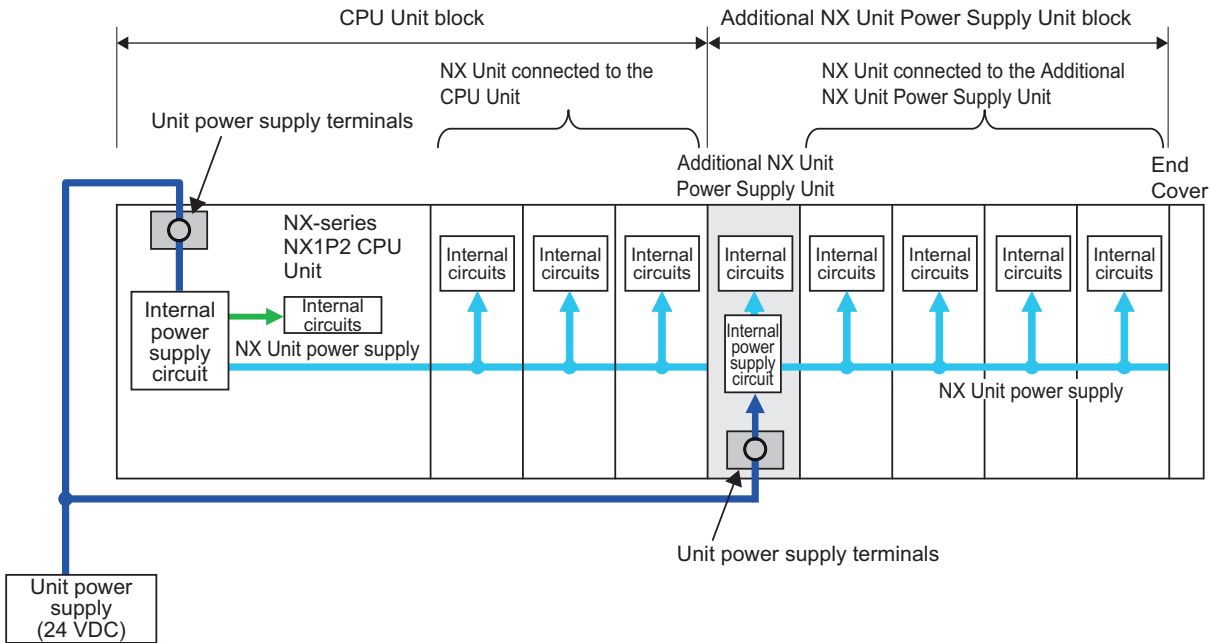 CPU Unit block
Additional NX Unit Power Supply Unit block
NX Unit connected to the
CPU Unit
NX Unit connected to the Additional
NX Unit Power Supply Unit
Unit power supply terminals
Additional NX Unit
Power Supply Unit
End
Cover
NX-series
NX1P2 CPU
Unit
Internal
circuits
Internal
circuits
Internal
circuits
Internal
circuits
Internal
circuits
Internal
circuits
Internal
circuits
Internal
circuits
Internal
power
supply
circuit
Internal
circuits
NX Unit power supply
Internal
power
supply
circuit
NX Unit power supply
Unit power supply terminals
Unit power
supply
(24 VDC)